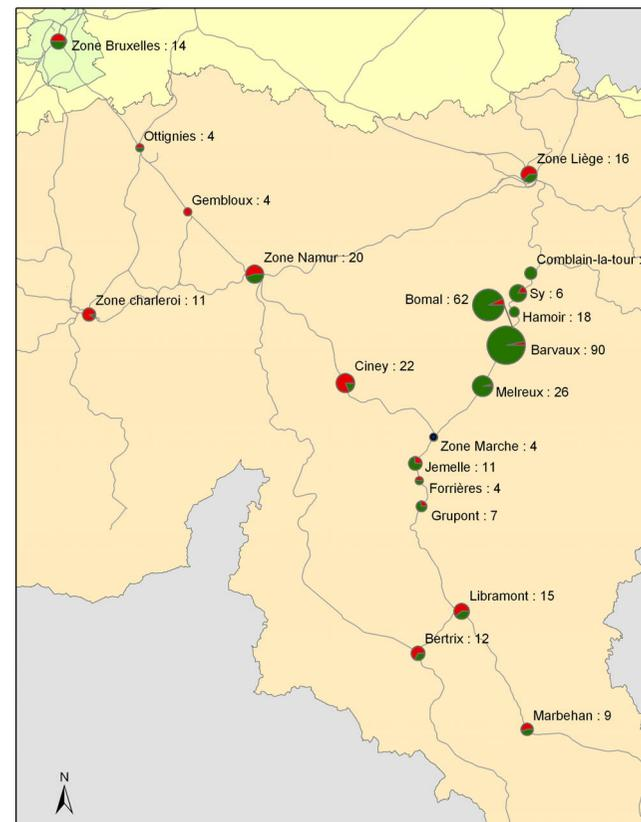 Zone Bruxelles : 14
Ottignies : 4
Zone Liège : 16
Gembloux : 4
Zone Namur : 20
Comblain-la-tour :
Sy : 6
Bomal : 62
Zone charleroi : 11
Hamoir : 18
Barvaux : 90
Ciney : 22
Melreux : 26
Zone Marche : 4
Jemelle : 11
Forrières : 4
Grupont : 7
Libramont : 15
Bertrix : 12
Marbehan : 9
N